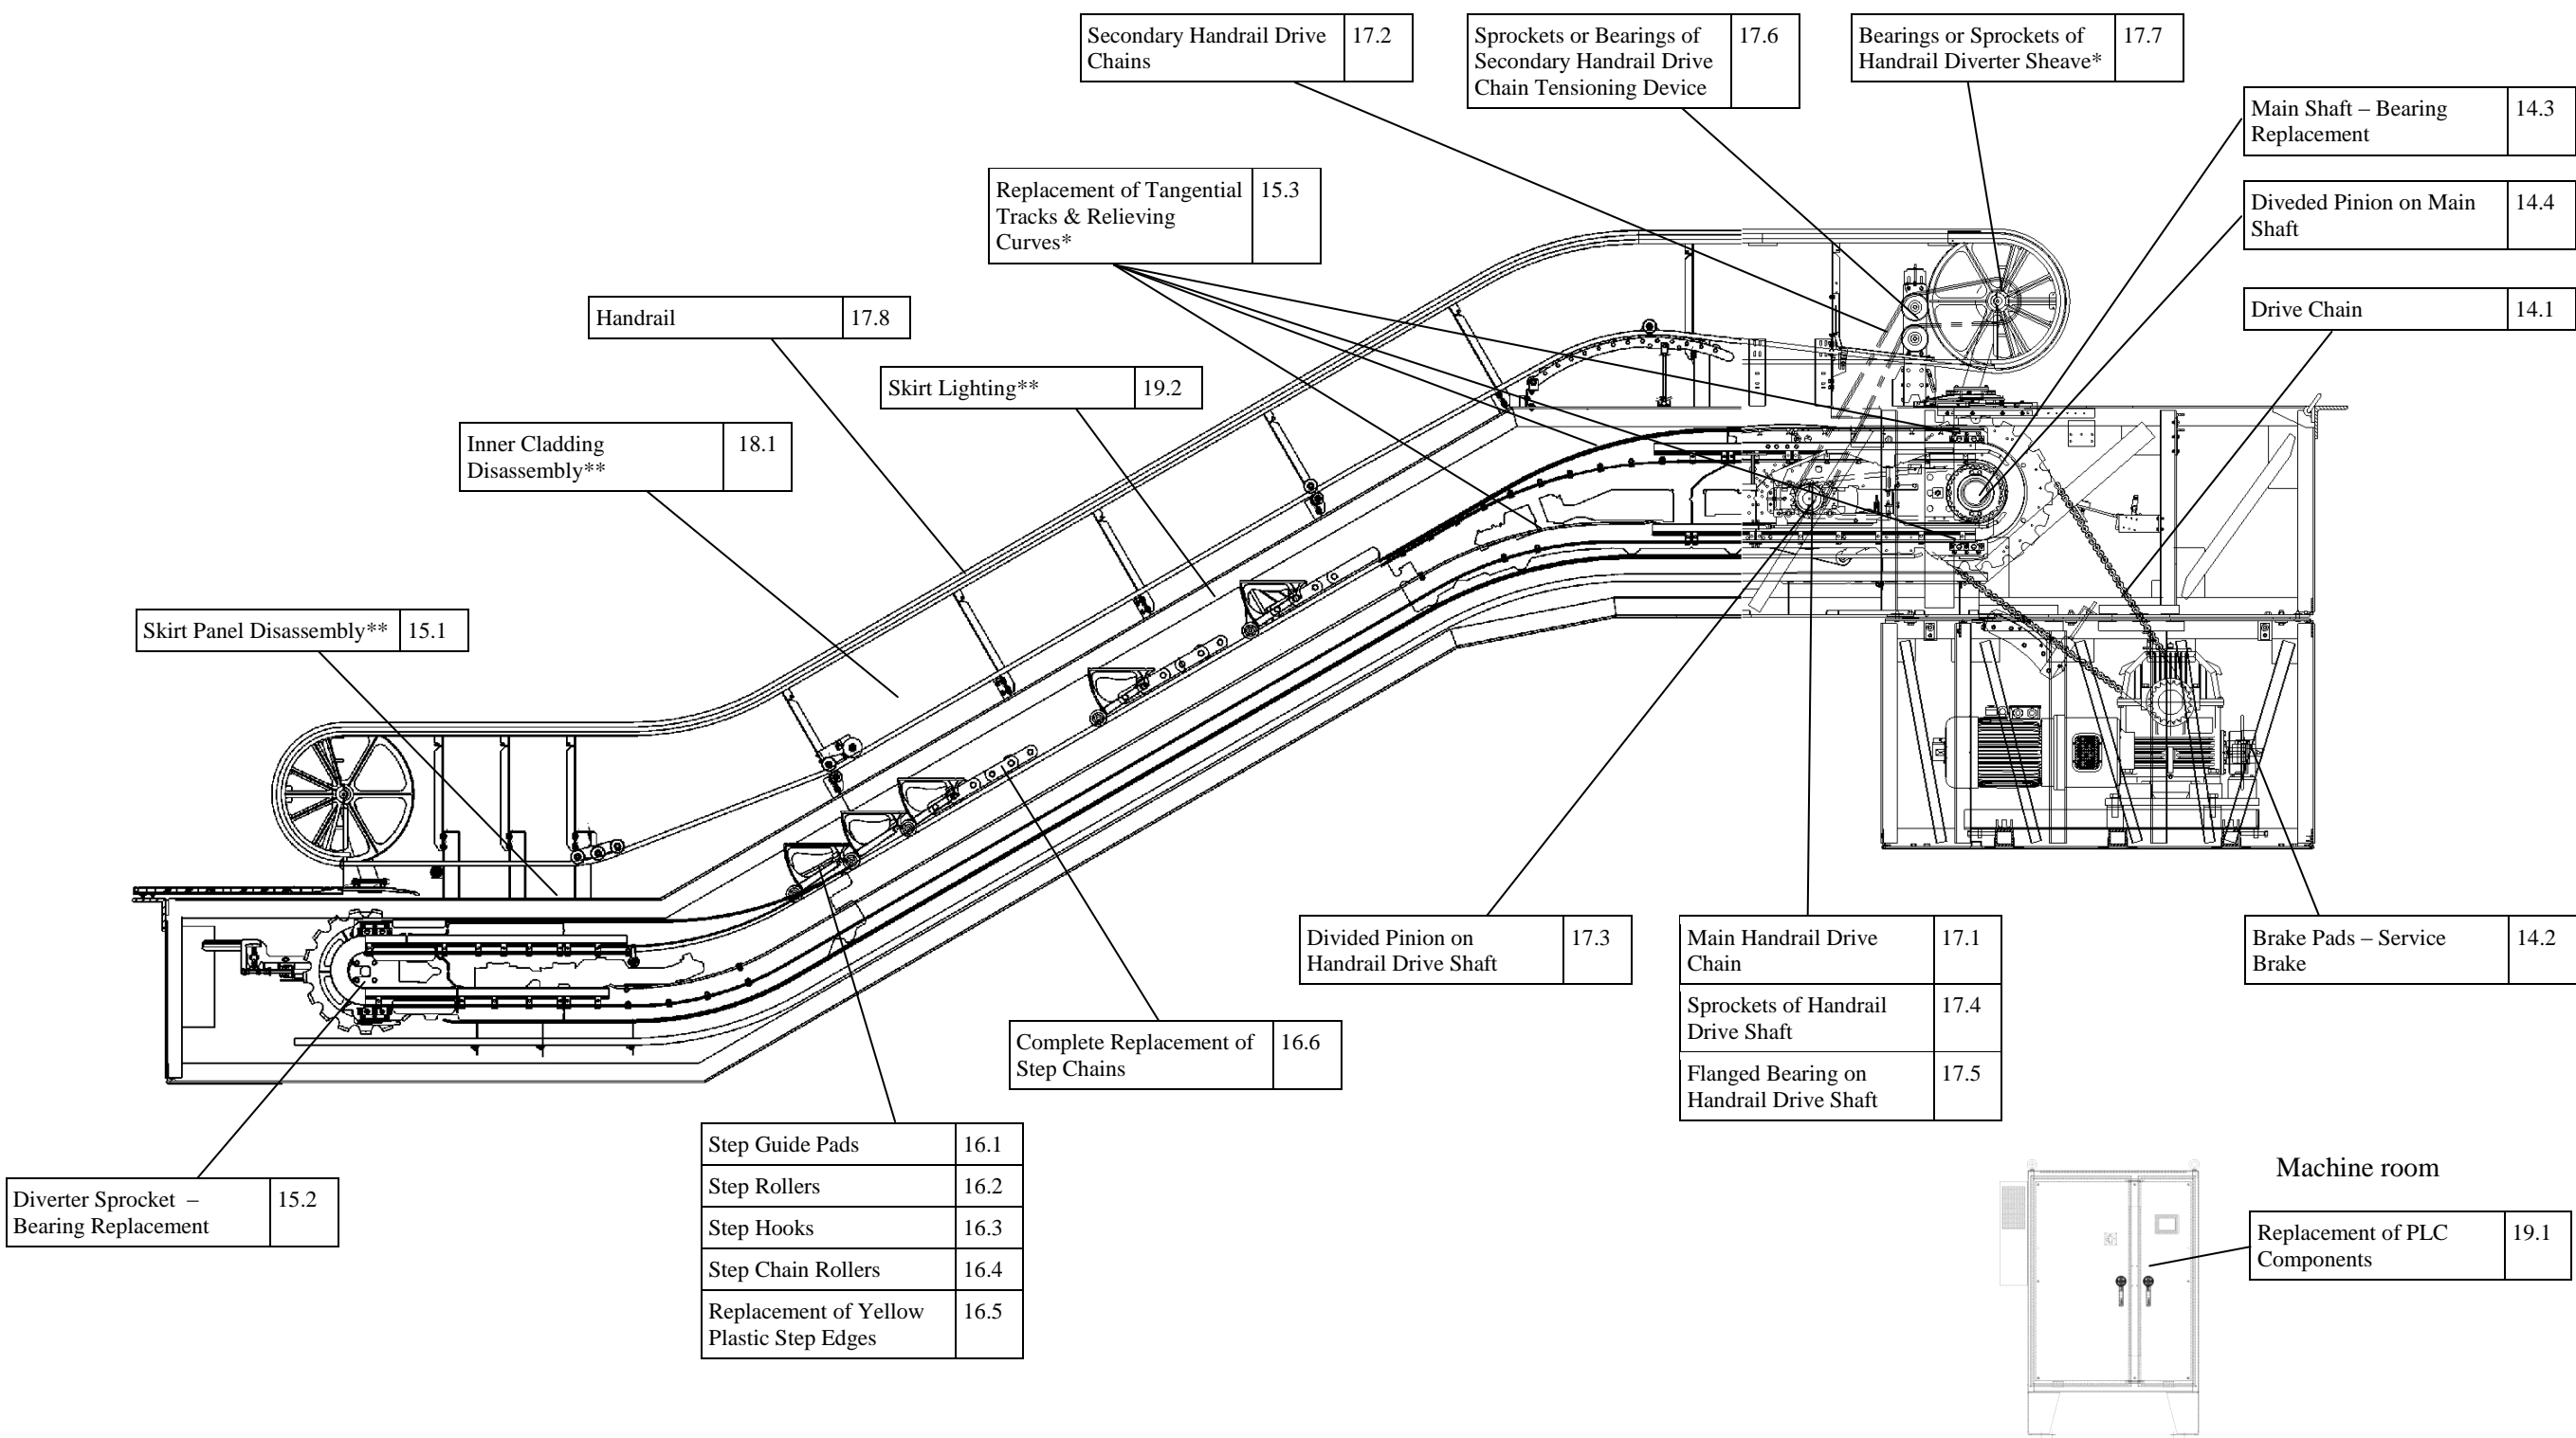 Secondary Handrail Drive 17.2
Chains
Sprockets or Bearings of 17.6
Secondary Handrail Drive
Chain Tensioning Device
Bearings or Sprockets of 17.7
Handrail Diverter Sheave*
Main Shaft – Bearing 14.3
Replacement
Replacement of Tangential 15.3
Tracks & Relieving
Curves*
Diveded Pinion on Main 14.4
Shaft
Handrail 17.8
Drive Chain 14.1
Skirt Lighting** 19.2
Inner Cladding 18.1
Disassembly**
Skirt Panel Disassembly** 15.1
Divided Pinion on 17.3
Handrail Drive Shaft
Main Handrail Drive 17.1
Chain
Sprockets of Handrail 17.4
Drive Shaft
Flanged Bearing on 17.5
Handrail Drive Shaft
Brake Pads – Service 14.2
Brake
Complete Replacement of 16.6
Step Chains
Step Guide Pads 16.1
Step Rollers 16.2
Step Hooks 16.3
Step Chain Rollers 16.4
Replacement of Yellow 16.5
Plastic Step Edges
Diverter Sprocket – 15.2
Bearing Replacement
Machine room
Replacement of PLC 19.1
Components